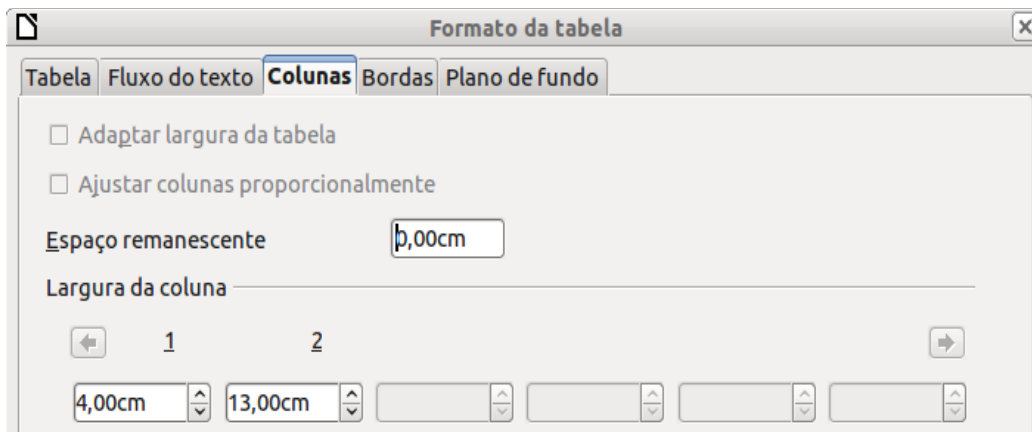 Formato da tabela
Tabela Fluxo do texto Colunas Bordas Plano de fundo
Adaptar largura da tabela
Ajustar colunas proporcionalmente
Espaço remanescente 0,00cm
Largura da coluna
1 2
4,00cm 13,00cm